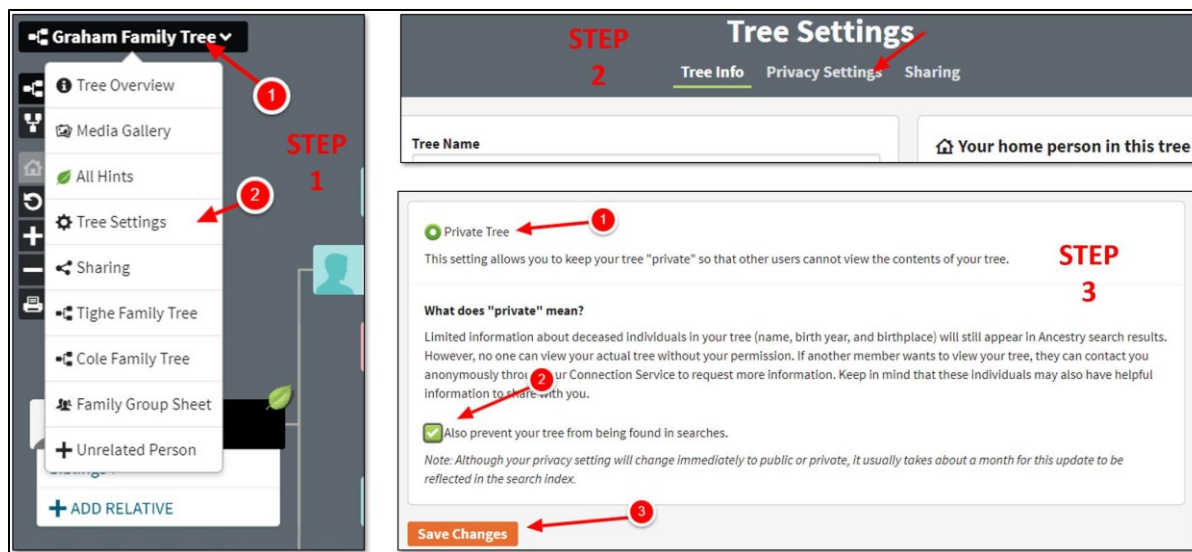 Graham Family Tree
1
Tree Overview
Media Gallery
STEP
1
All Hints
2
Tree Settings
Sharing
Tighe Family Tree
Cole Family Tree
Family Group Sheet
Unrelated Person
ADD RELATIVE
Tree Settings
STEP
2
Tree Info Privacy Settings Sharing
Tree Name
Your home person in this tree
1
Private Tree
This setting allows you to keep your tree "private" so that other users cannot view the contents of your tree.
STEP
3
What does "private" mean?
Limited information about deceased individuals in your tree (name, birth year, and birthplace) will still appear in Ancestry search results.
However, no one can view your actual tree without your permission. If another member wants to view your tree, they can contact you
anonymously Connection Service to request more information. Keep in mind that these individuals may also have helpful
information to share with you.
2
Also prevent your tree from being found in searches.
Note: Although your privacy setting will change immediately to public or private, it usually takes about a month for this update to be
reflected in the search index.
3
Save Changes